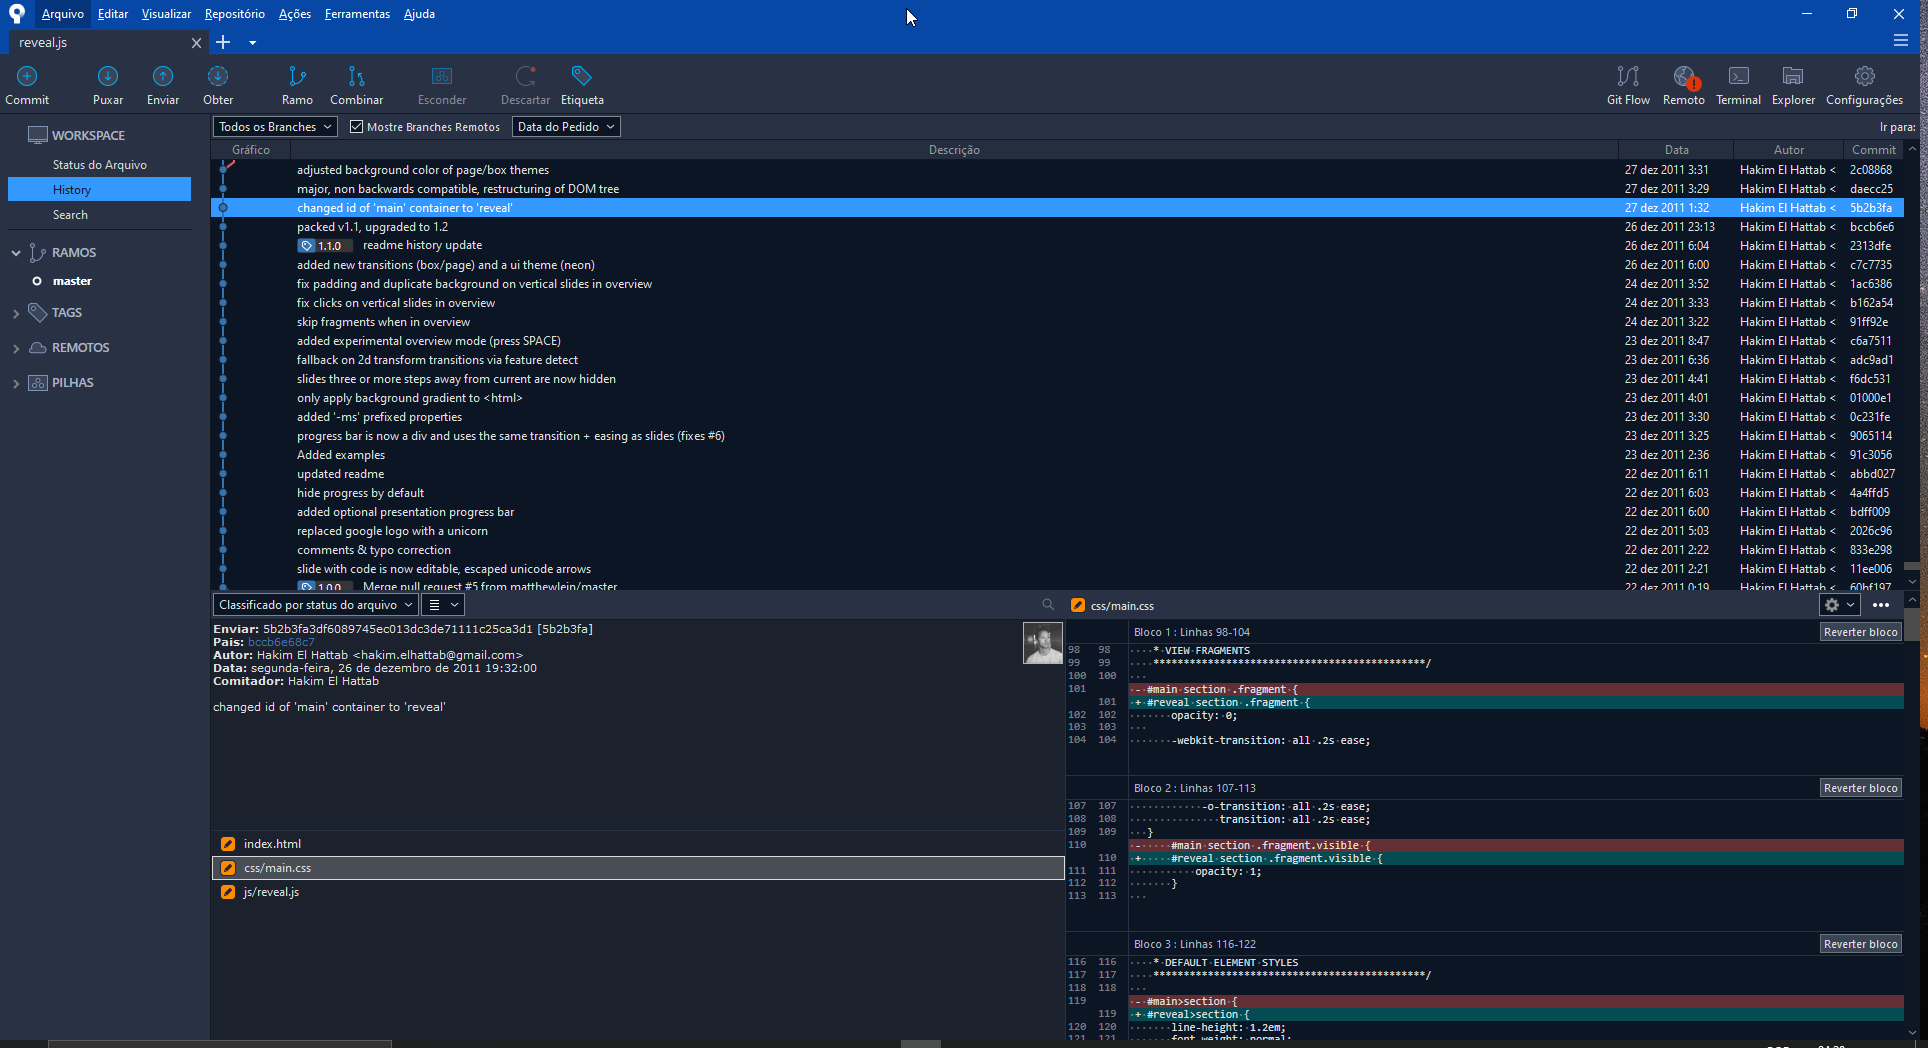 Arquivo Editar Visualizar Repositório Ações Ferramentas Ajuda
reveal.js
Commit Puxar Enviar Obter Ramo Combinar Esconder Descartar Etiqueta Git Flow Remoto Terminal Explorer Configurações
WORKSPACE
Status do Arquivo
History
Search
RAMOS
master
TAGS
REMOTOS
PILHAS
Todos os Branches Mostre Branches Remotos Data do Pedido Ir para:
Gráfico Descrição Data Autor Commit
adjusted background color of page/box themes 27 dez 2011 3:31 Hakim El Hattab < 2c08868
major, non backwards compatible, restructuring of DOM tree 27 dez 2011 3:29 Hakim El Hattab < daecc25
changed id of 'main' container to 'reveal' 27 dez 2011 1:32 Hakim El Hattab < 5b2b3fa
packed v1.1, upgraded to 1.2 26 dez 2011 23:13 Hakim El Hattab < bccb6e6
1.1.0 readme history update 26 dez 2011 6:04 Hakim El Hattab < 2313dfe
added new transitions (box/page) and a ui theme (neon) 26 dez 2011 6:00 Hakim El Hattab < c7c7735
fix padding and duplicate background on vertical slides in overview 24 dez 2011 3:52 Hakim El Hattab < 1ac6386
fix clicks on vertical slides in overview 24 dez 2011 3:33 Hakim El Hattab < b162a54
skip fragments when in overview 24 dez 2011 3:22 Hakim El Hattab < 91ff92e
added experimental overview mode (press SPACE) 23 dez 2011 8:47 Hakim El Hattab < c6a7511
fallback on 2d transform transitions via feature detect 23 dez 2011 6:36 Hakim El Hattab < adc9ad1
slides three or more steps away from current are now hidden 23 dez 2011 4:41 Hakim El Hattab < f6dc531
only apply background gradient to <html> 23 dez 2011 4:01 Hakim El Hattab < 01000e1
added '-ms' prefixed properties 23 dez 2011 3:30 Hakim El Hattab < 0c231fe
progress bar is now a div and uses the same transition + easing as slides (fixes #6) 23 dez 2011 3:25 Hakim El Hattab < 9065114
Added examples 23 dez 2011 2:36 Hakim El Hattab < 91c3056
updated readme 22 dez 2011 6:11 Hakim El Hattab < abbd027
hide progress by default 22 dez 2011 6:03 Hakim El Hattab < 4a4ffd5
added optional presentation progress bar 22 dez 2011 6:00 Hakim El Hattab < bdff009
replaced google logo with a unicorn 22 dez 2011 5:03 Hakim El Hattab < 2026c96
comments & typo correction 22 dez 2011 2:22 Hakim El Hattab < 833e298
slide with code is now editable, escaped unicode arrows 22 dez 2011 2:21 Hakim El Hattab < 11ee006
1.0.0 Merge pull request #5 from matthewlein/master 22 dez 2011 0:19 Hakim El Hattab < 60bf197
Classificado por status do arquivo
Enviar: 5b2b3fa3df6089745ec013dc3de71111c25ca3d1 [5b2b3fa]
Pais: bccb6e68c7
Autor: Hakim El Hattab <hakim.elhattab@gmail.com>
Data: segunda-feira, 26 de dezembro de 2011 19:32:00
Comitador: Hakim El Hattab
changed id of 'main' container to 'reveal'
index.html
css/main.css
js/reveal.js
css/main.css
Bloco 1 : Linhas 98-104 Reverter bloco
98 98 ····*·VIEW·FRAGMENTS
99 99 ····*********************************************/
100 100 ···
101 -·#main·section·.fragment·{
101 +·#reveal·section·.fragment·{
102 102 ·······opacity:·0;
103 103 ···
104 104 ·······-webkit-transition:·all·.2s·ease;
Bloco 2 : Linhas 107-113 Reverter bloco
107 107 ············-o-transition:·all·.2s·ease;
108 108 ···············transition:·all·.2s·ease;
109 109 ···}
110 -·····#main·section·.fragment.visible·{
110 +·····#reveal·section·.fragment.visible·{
111 111 ···········opacity:·1;
112 112 ·······}
113 113 ···
Bloco 3 : Linhas 116-122 Reverter bloco
116 116 ····*·DEFAULT·ELEMENT·STYLES
117 117 ····*********************************************/
118 118 ···
119 -·#main>section·{
119 +·#reveal>section·{
120 120 ·······line-height:·1.2em;
121 121 ·······font-weight:·normal;